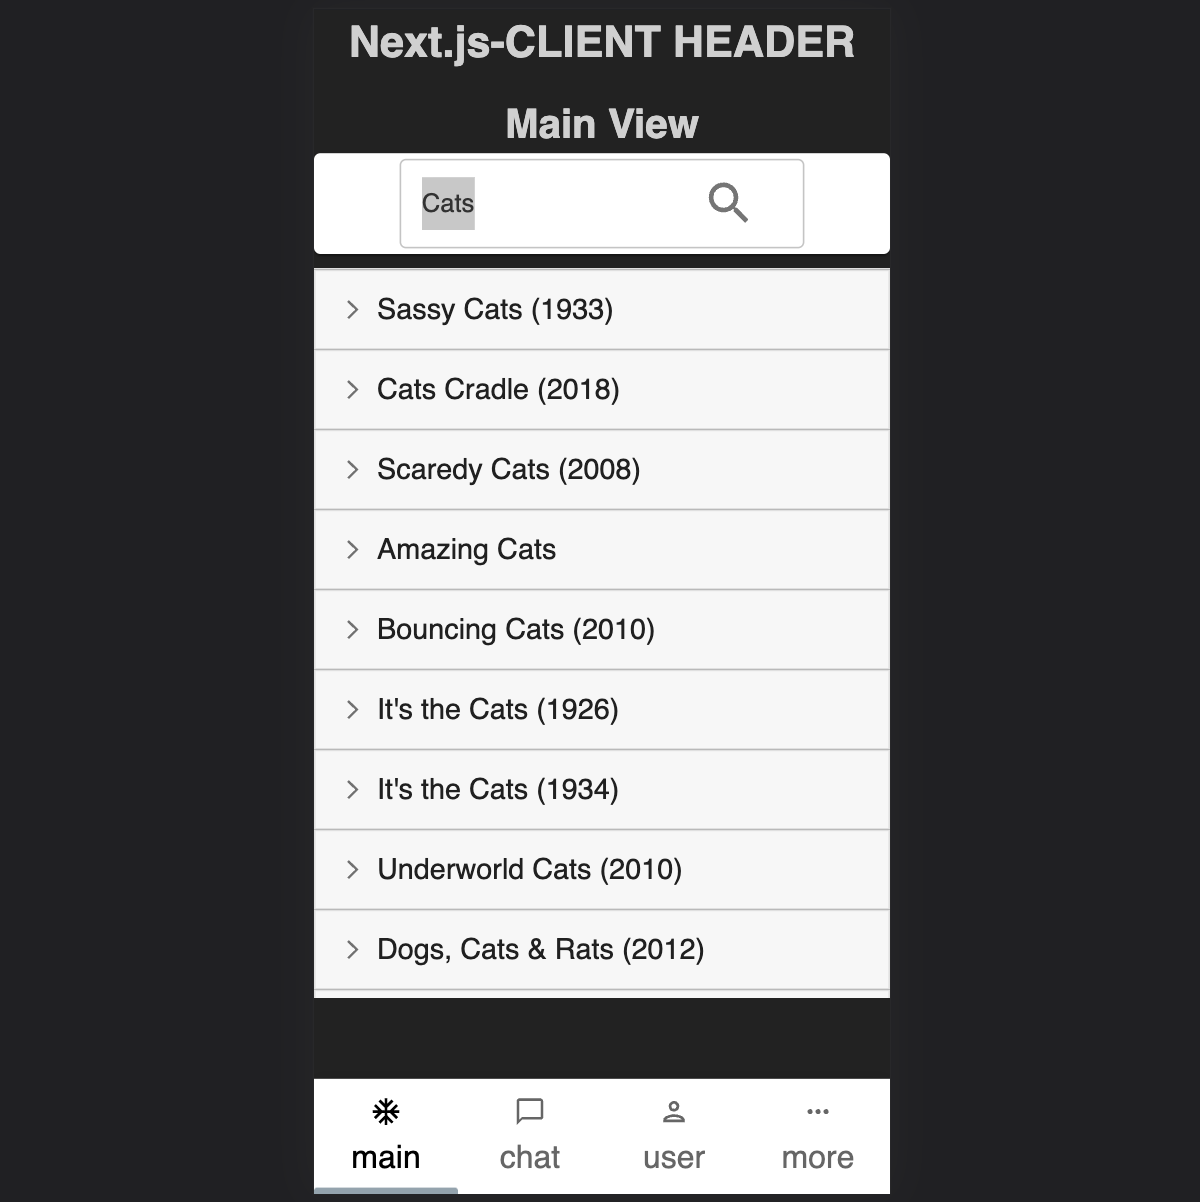 Next.js-CLIENT HEADER
Main View
Cats
Sassy Cats (1933)
Cats Cradle (2018)
Scaredy Cats (2008)
Amazing Cats
Bouncing Cats (2010)
It's the Cats (1926)
It's the Cats (1934)
Underworld Cats (2010)
Dogs, Cats & Rats (2012)
main chat user more